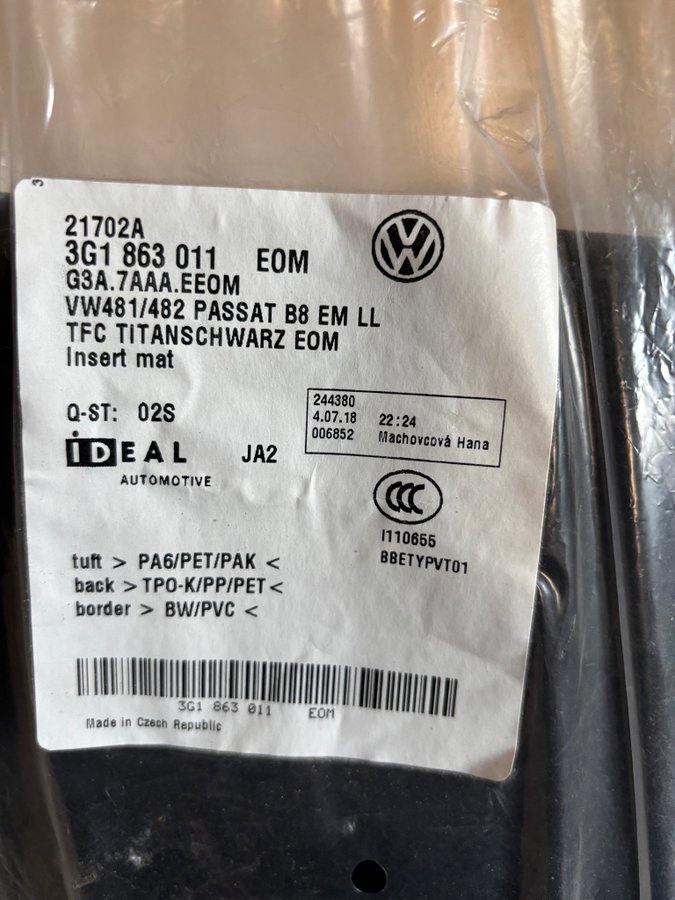 3
21702A
3G1 863 011 EOM
G3A.7AAA.EEOM
VW481/482 PASSAT B8 EM LL
TFC TITANSCHWARZ EOM
Insert mat
Q-ST: 02S
244380
4.07.18 22:24
006852 Machovcová Hana
iDEAL JA2
AUTOMOTIVE
CCC
I110655
BBETYPVT01
tuft > PA6/PET/PAK <
back >TPO-K/PP/PET<
border > BW/PVC <
3G1 863 011 EOM
Made in Czech Republic